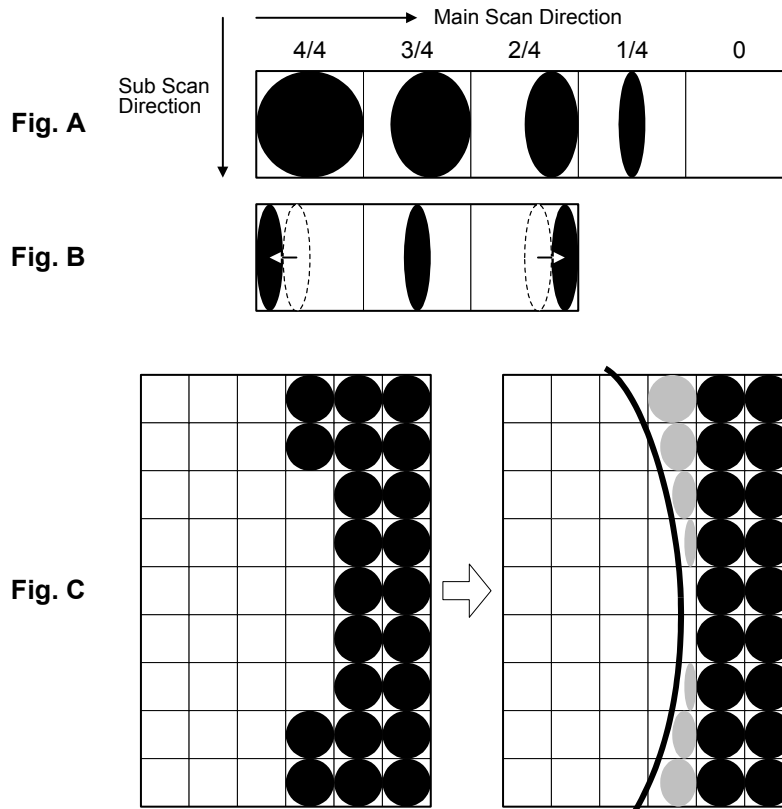 Main Scan Direction
4/4 3/4 2/4 1/4 0
Sub Scan
Direction
Fig. A
Fig. B
Fig. C